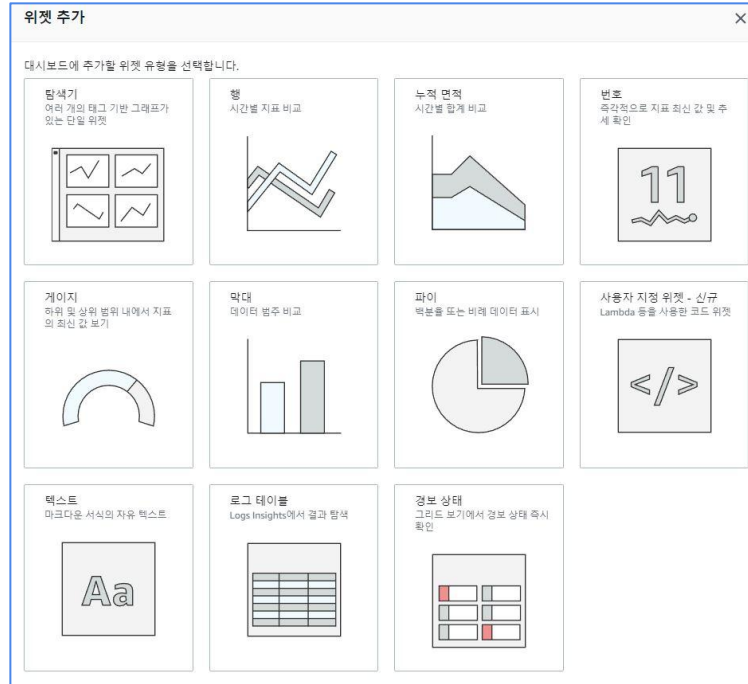 위젯 추가
대시보드에 추가할 위젯 유형을 선택합니다.
탐색기
여러 개의 태그 기반 그래프가
있는 단일 위젯
행
시간별 지표 비교
누적 면적
시간별 합계 비교
번호
즉각적으로 지표 최신 값 및 추
세 확인
11
게이지
하위 및 상위 범위 내에서 지표
의 최신 값 보기
막대
데이터 범주 비교
파이
백분율 또는 비례 데이터 표시
사용자 지정 위젯 - 신규
Lambda 등을 사용한 코드 위젯
</>
텍스트
마크다운 서식의 자유 텍스트
Aa
로그 테이블
Logs Insights에서 결과 탐색
경보 상태
그리드 보기에서 경보 상태 즉시
확인